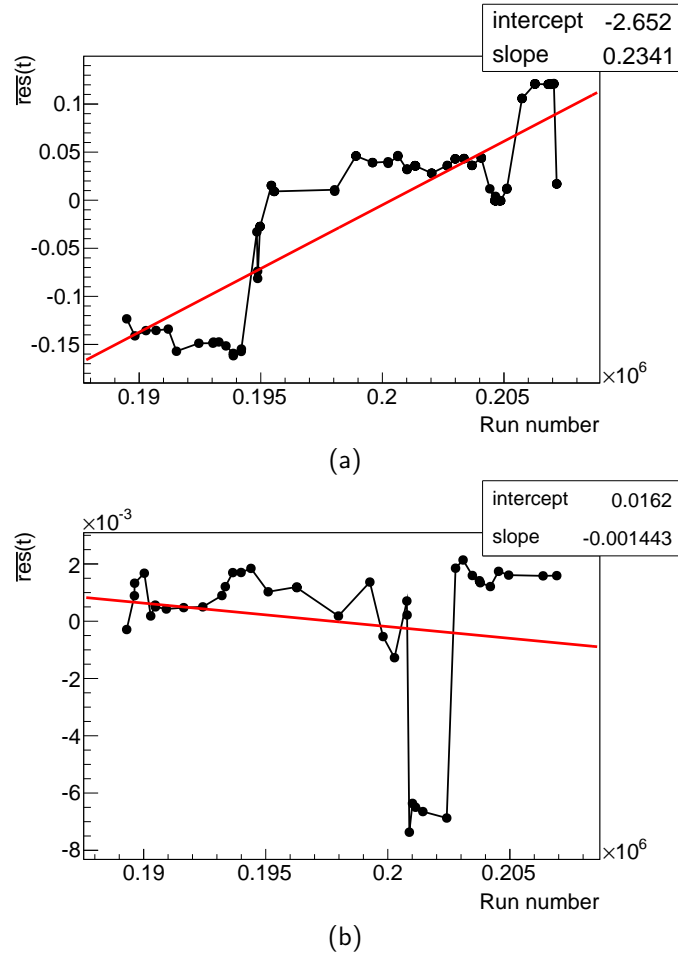 intercept -2.652
slope 0.2341
res(t)
0.1
0.05
0
-0.05
-0.1
-0.15
0.19 0.195 0.2 0.205
×10^6
Run number
(a)
intercept 0.0162
slope -0.001443
×10^-3
res(t)
2
0
-2
-4
-6
-8
0.19 0.195 0.2 0.205
×10^6
Run number
(b)